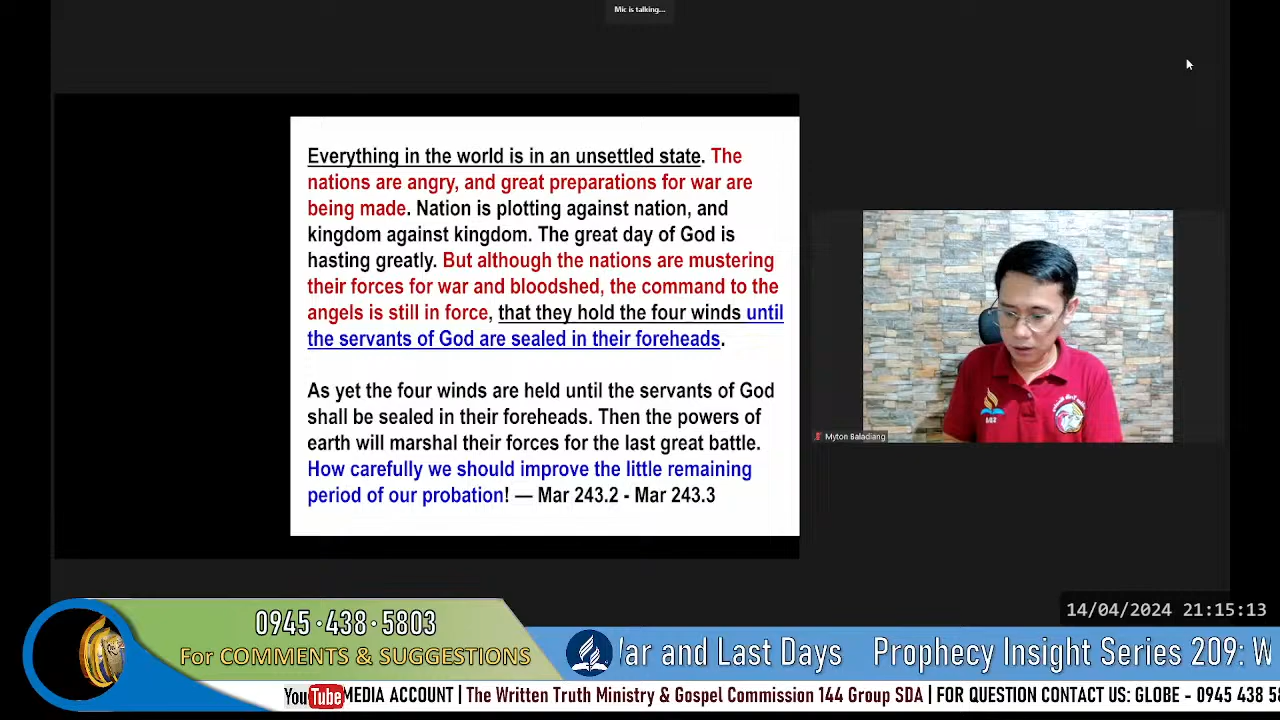 Mic is talking...
Everything in the world is in an unsettled state. The
nations are angry, and great preparations for war are
being made. Nation is plotting against nation, and
kingdom against kingdom. The great day of God is
hasting greatly. But although the nations are mustering
their forces for war and bloodshed, the command to the
angels is still in force, that they hold the four winds until
the servants of God are sealed in their foreheads.
As yet the four winds are held until the servants of God
shall be sealed in their foreheads. Then the powers of
earth will marshal their forces for the last great battle.
How carefully we should improve the little remaining
period of our probation! — Mar 243.2 - Mar 243.3
Myton Baladiang
14/04/2024 21:15:13
0945·438·5803
For COMMENTS & SUGGESTIONS
and Last Days Prophecy Insight Series 209:
YouTube MEDIA ACCOUNT | The Written Truth Ministry & Gospel Commission 144 Group SDA | FOR QUESTION CONTACT US: GLOBE - 0945 438